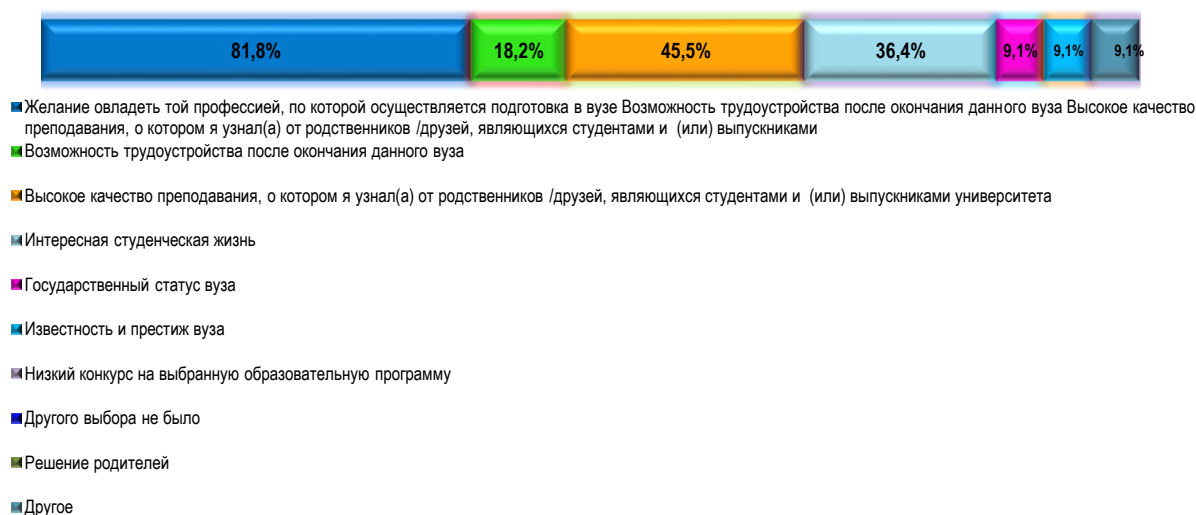 81,8% 18,2% 45,5% 36,4% 9,1% 9,1% 9,1%
Желание овладеть той профессией, по которой осуществляется подготовка в вузе Возможность трудоустройства после окончания данного вуза Высокое качество
преподавания, о котором я узнал(а) от родственников /друзей, являющихся студентами и (или) выпускниками
Возможность трудоустройства после окончания данного вуза
Высокое качество преподавания, о котором я узнал(а) от родственников /друзей, являющихся студентами и (или) выпускниками университета
Интересная студенческая жизнь
Государственный статус вуза
Известность и престиж вуза
Низкий конкурс на выбранную образовательную программу
Другого выбора не было
Решение родителей
Другое